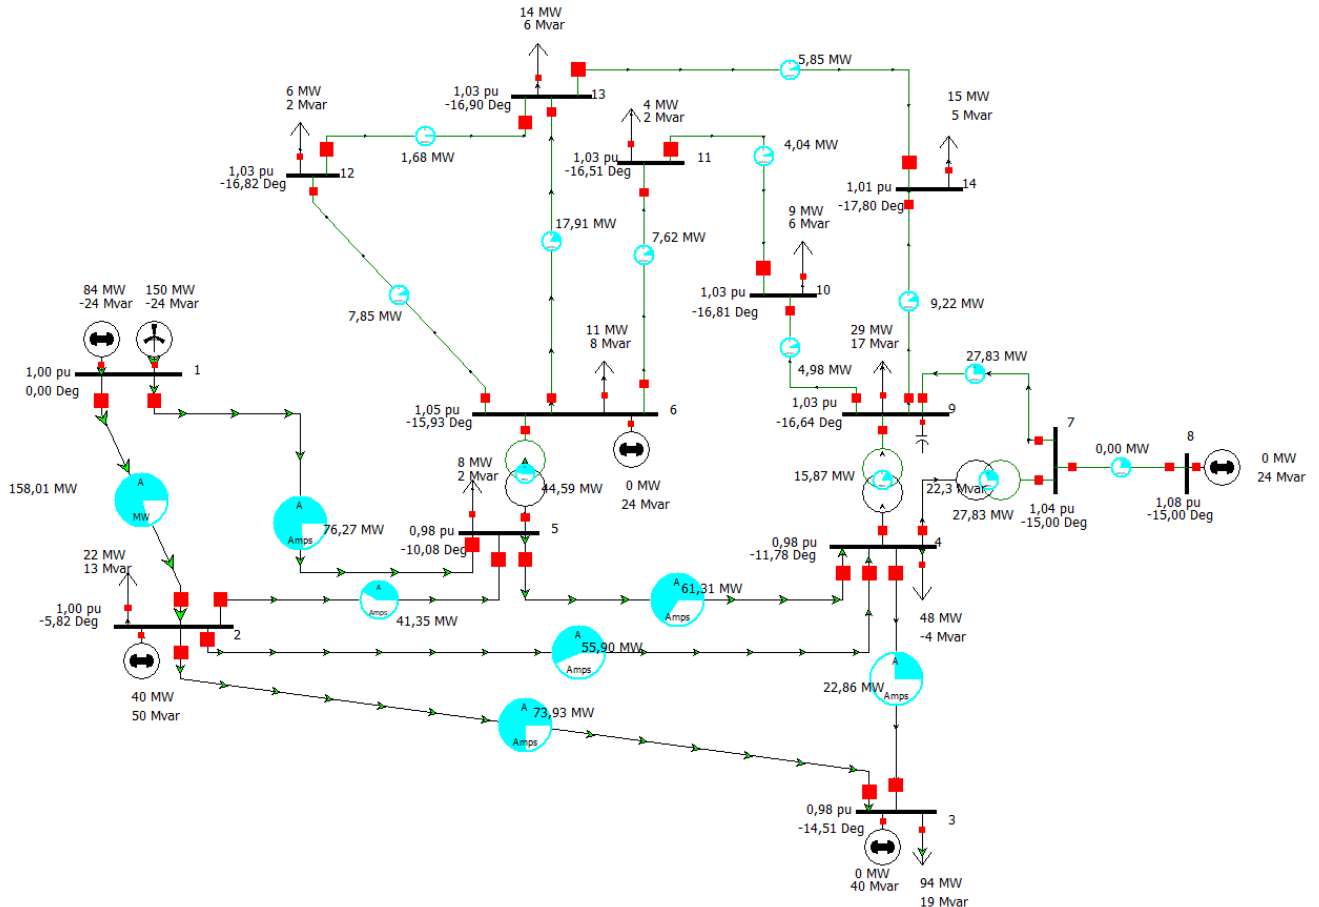 14 MW
6 Mvar
5,85 MW
1,03 pu
-16,90 Deg
13
6 MW
2 Mvar
4 MW
2 Mvar
15 MW
5 Mvar
1,68 MW
4,04 MW
1,03 pu
-16,82 Deg
12
1,03 pu
-16,51 Deg
11
1,01 pu
-17,80 Deg
14
9 MW
6 Mvar
17,91 MW
7,62 MW
84 MW
-24 Mvar
150 MW
-24 Mvar
7,85 MW
1,03 pu
-16,81 Deg
10
9,22 MW
11 MW
8 Mvar
29 MW
17 Mvar
27,83 MW
4,98 MW
1,00 pu
0,00 Deg
1
1,05 pu
-15,93 Deg
6
1,03 pu
-16,64 Deg
9
7
0,00 MW
8
8 MW
2 Mvar
44,59 MW
0 MW
24 Mvar
15,87 MW
22,3 Mvar
27,83 MW
0 MW
24 Mvar
1,04 pu
-15,00 Deg
1,08 pu
-15,00 Deg
158,01 MW
A
MW
A
76,27 MW
Amps
0,98 pu
-10,08 Deg
5
0,98 pu
-11,78 Deg
4
22 MW
13 Mvar
A
Amps
41,35 MW
A
61,31 MW
Amps
48 MW
-4 Mvar
1,00 pu
-5,82 Deg
2
A
55,90 MW
Amps
A
22,86 MW
Amps
40 MW
50 Mvar
A
73,93 MW
Amps
0,98 pu
-14,51 Deg
3
0 MW
40 Mvar
94 MW
19 Mvar